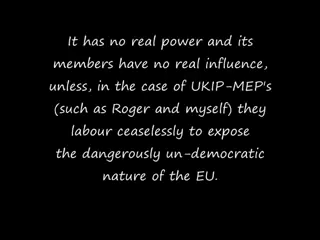 It has no real power and its
members have no real influence,
unless, in the case of UKIP-MEP's
(such as Roger and myself) they
labour ceaselessly to expose
the dangerously un-democratic
nature of the EU.